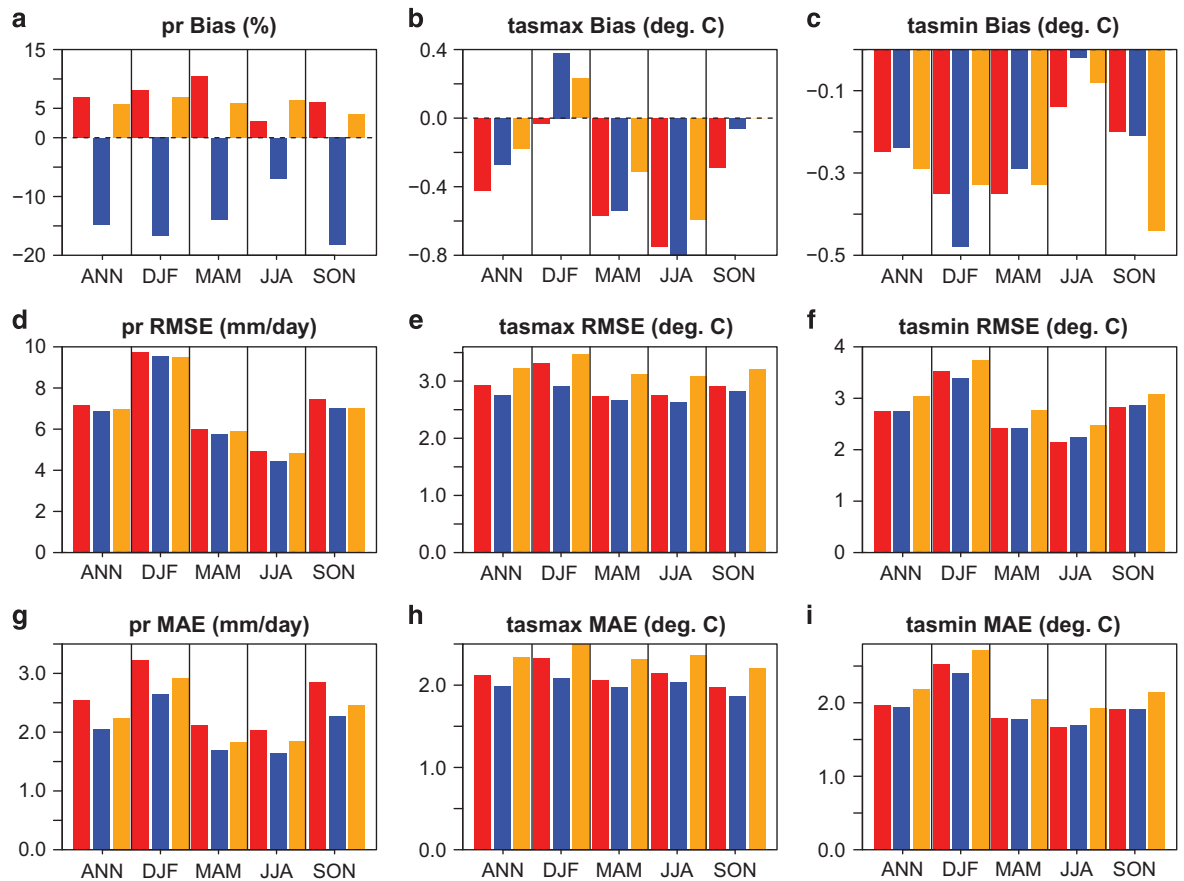 a pr Bias (%)
15
5
0
−10
−20
ANN DJF MAM JJA SON
b tasmax Bias (deg. C)
0.4
0.0
−0.4
−0.8
ANN DJF MAM JJA SON
c tasmin Bias (deg. C)
−0.1
−0.3
−0.5
ANN DJF MAM JJA SON
d pr RMSE (mm/day)
10
8
6
4
2
0
ANN DJF MAM JJA SON
e tasmax RMSE (deg. C)
3.0
2.0
1.0
0.0
ANN DJF MAM JJA SON
f tasmin RMSE (deg. C)
4
3
2
1
0
ANN DJF MAM JJA SON
g pr MAE (mm/day)
3.0
2.0
1.0
0.0
ANN DJF MAM JJA SON
h tasmax MAE (deg. C)
2.0
1.0
0.0
ANN DJF MAM JJA SON
i tasmin MAE (deg. C)
2.0
1.0
0.0
ANN DJF MAM JJA SON